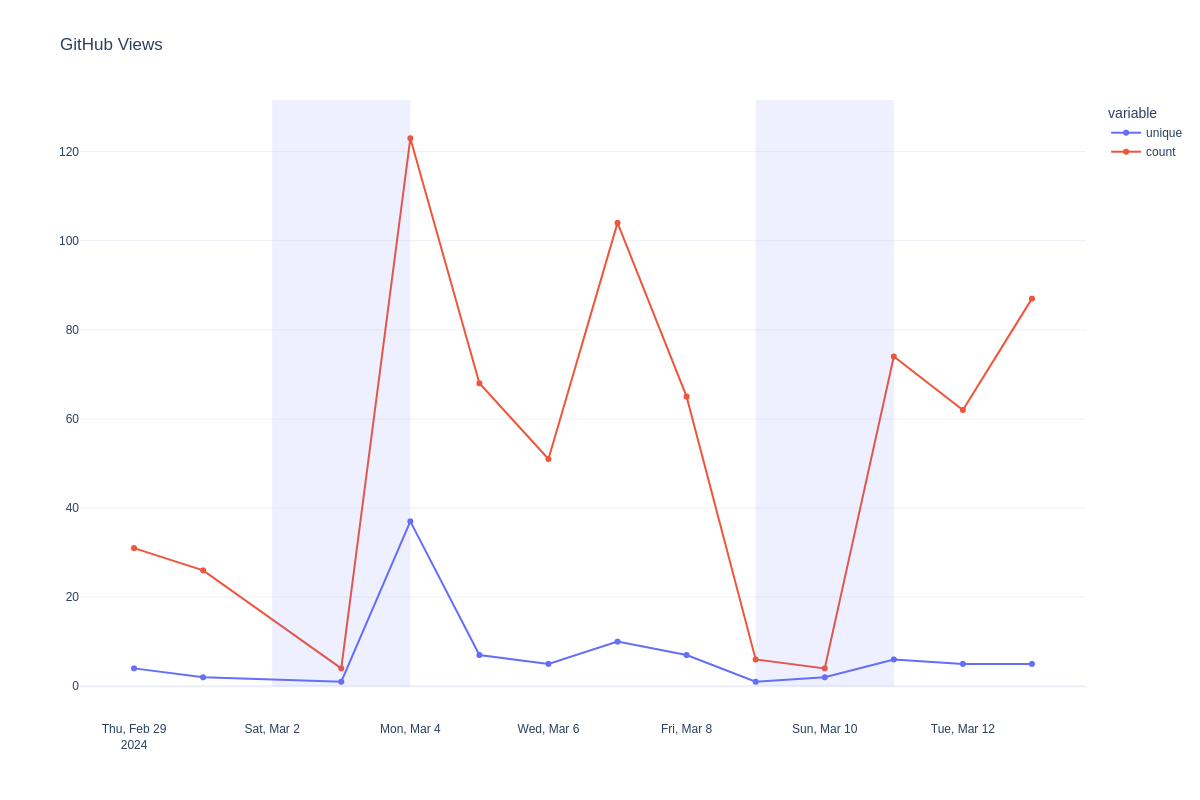 GitHub Views
variable
unique
count
120
100
80
60
40
20
0
Thu, Feb 29
2024
Sat, Mar 2
Mon, Mar 4
Wed, Mar 6
Fri, Mar 8
Sun, Mar 10
Tue, Mar 12